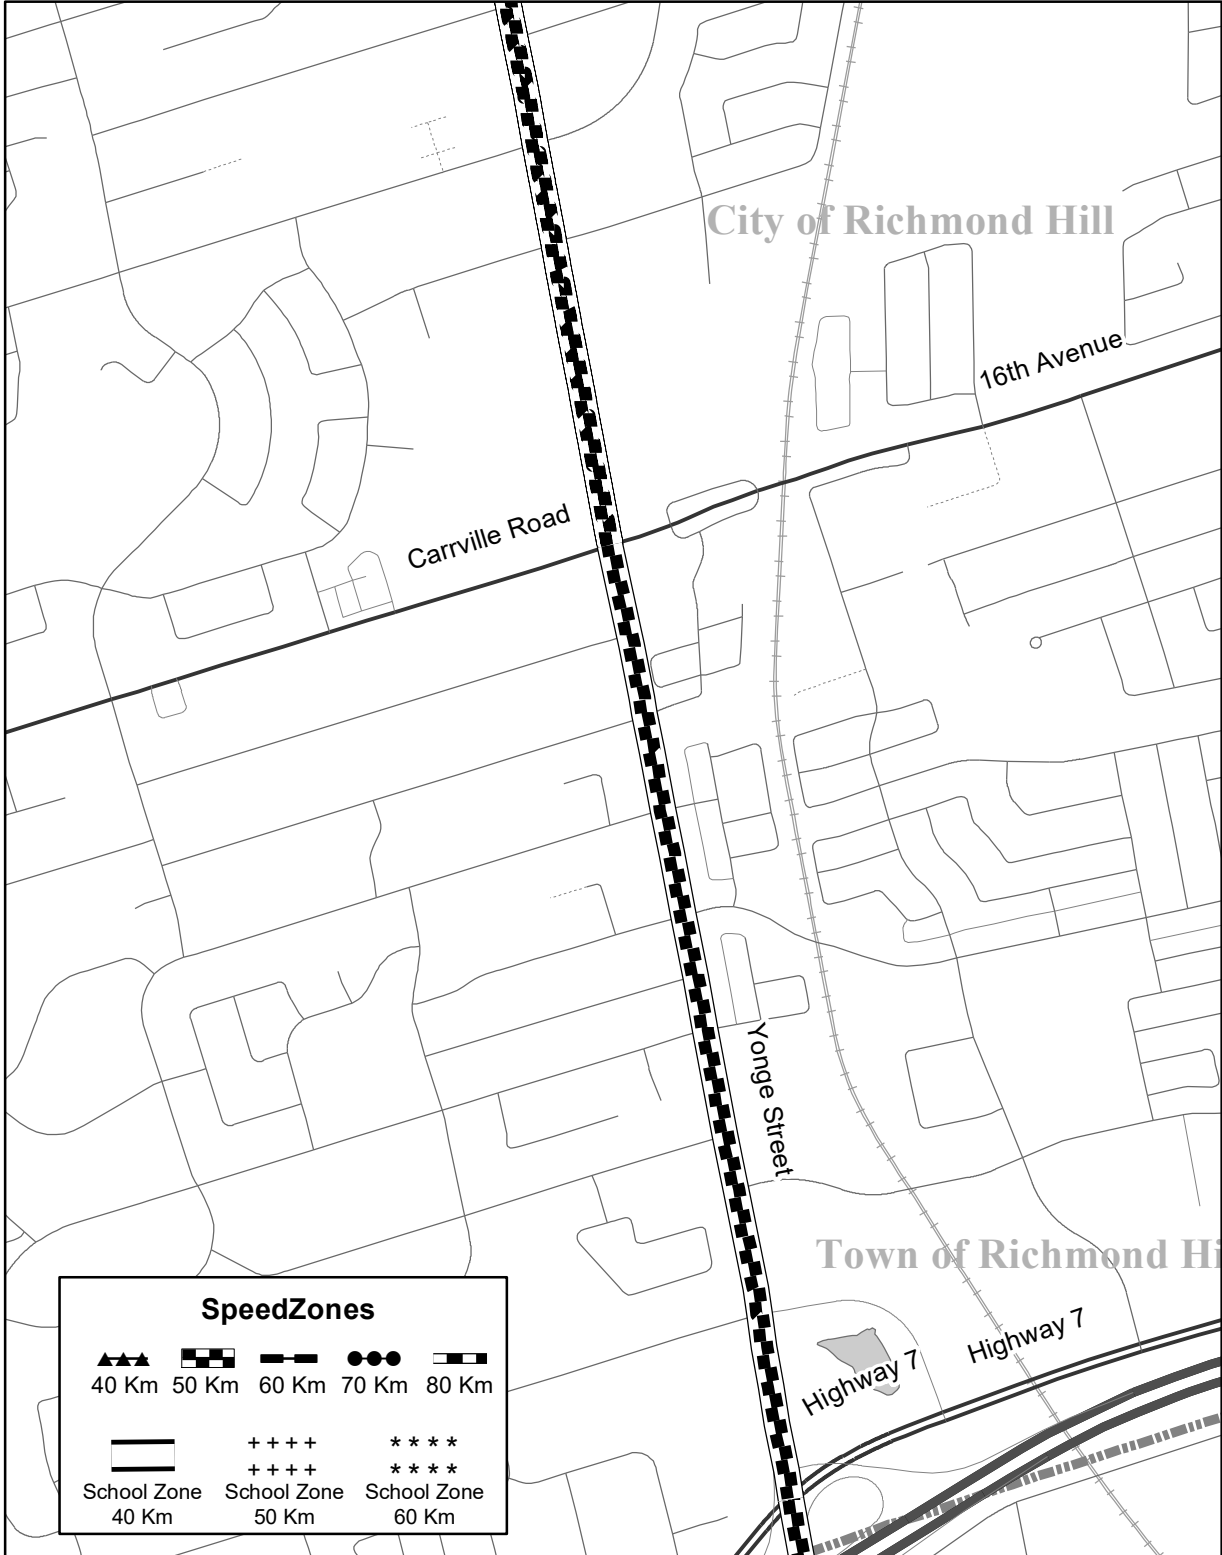 City of Richmond Hill
16th Avenue
Carrville Road
Yonge Street
Town of Richmond Hi
Highway 7
Highway 7
SpeedZones
40 Km 50 Km 60 Km 70 Km 80 Km
School Zone School Zone School Zone
40 Km 50 Km 60 Km